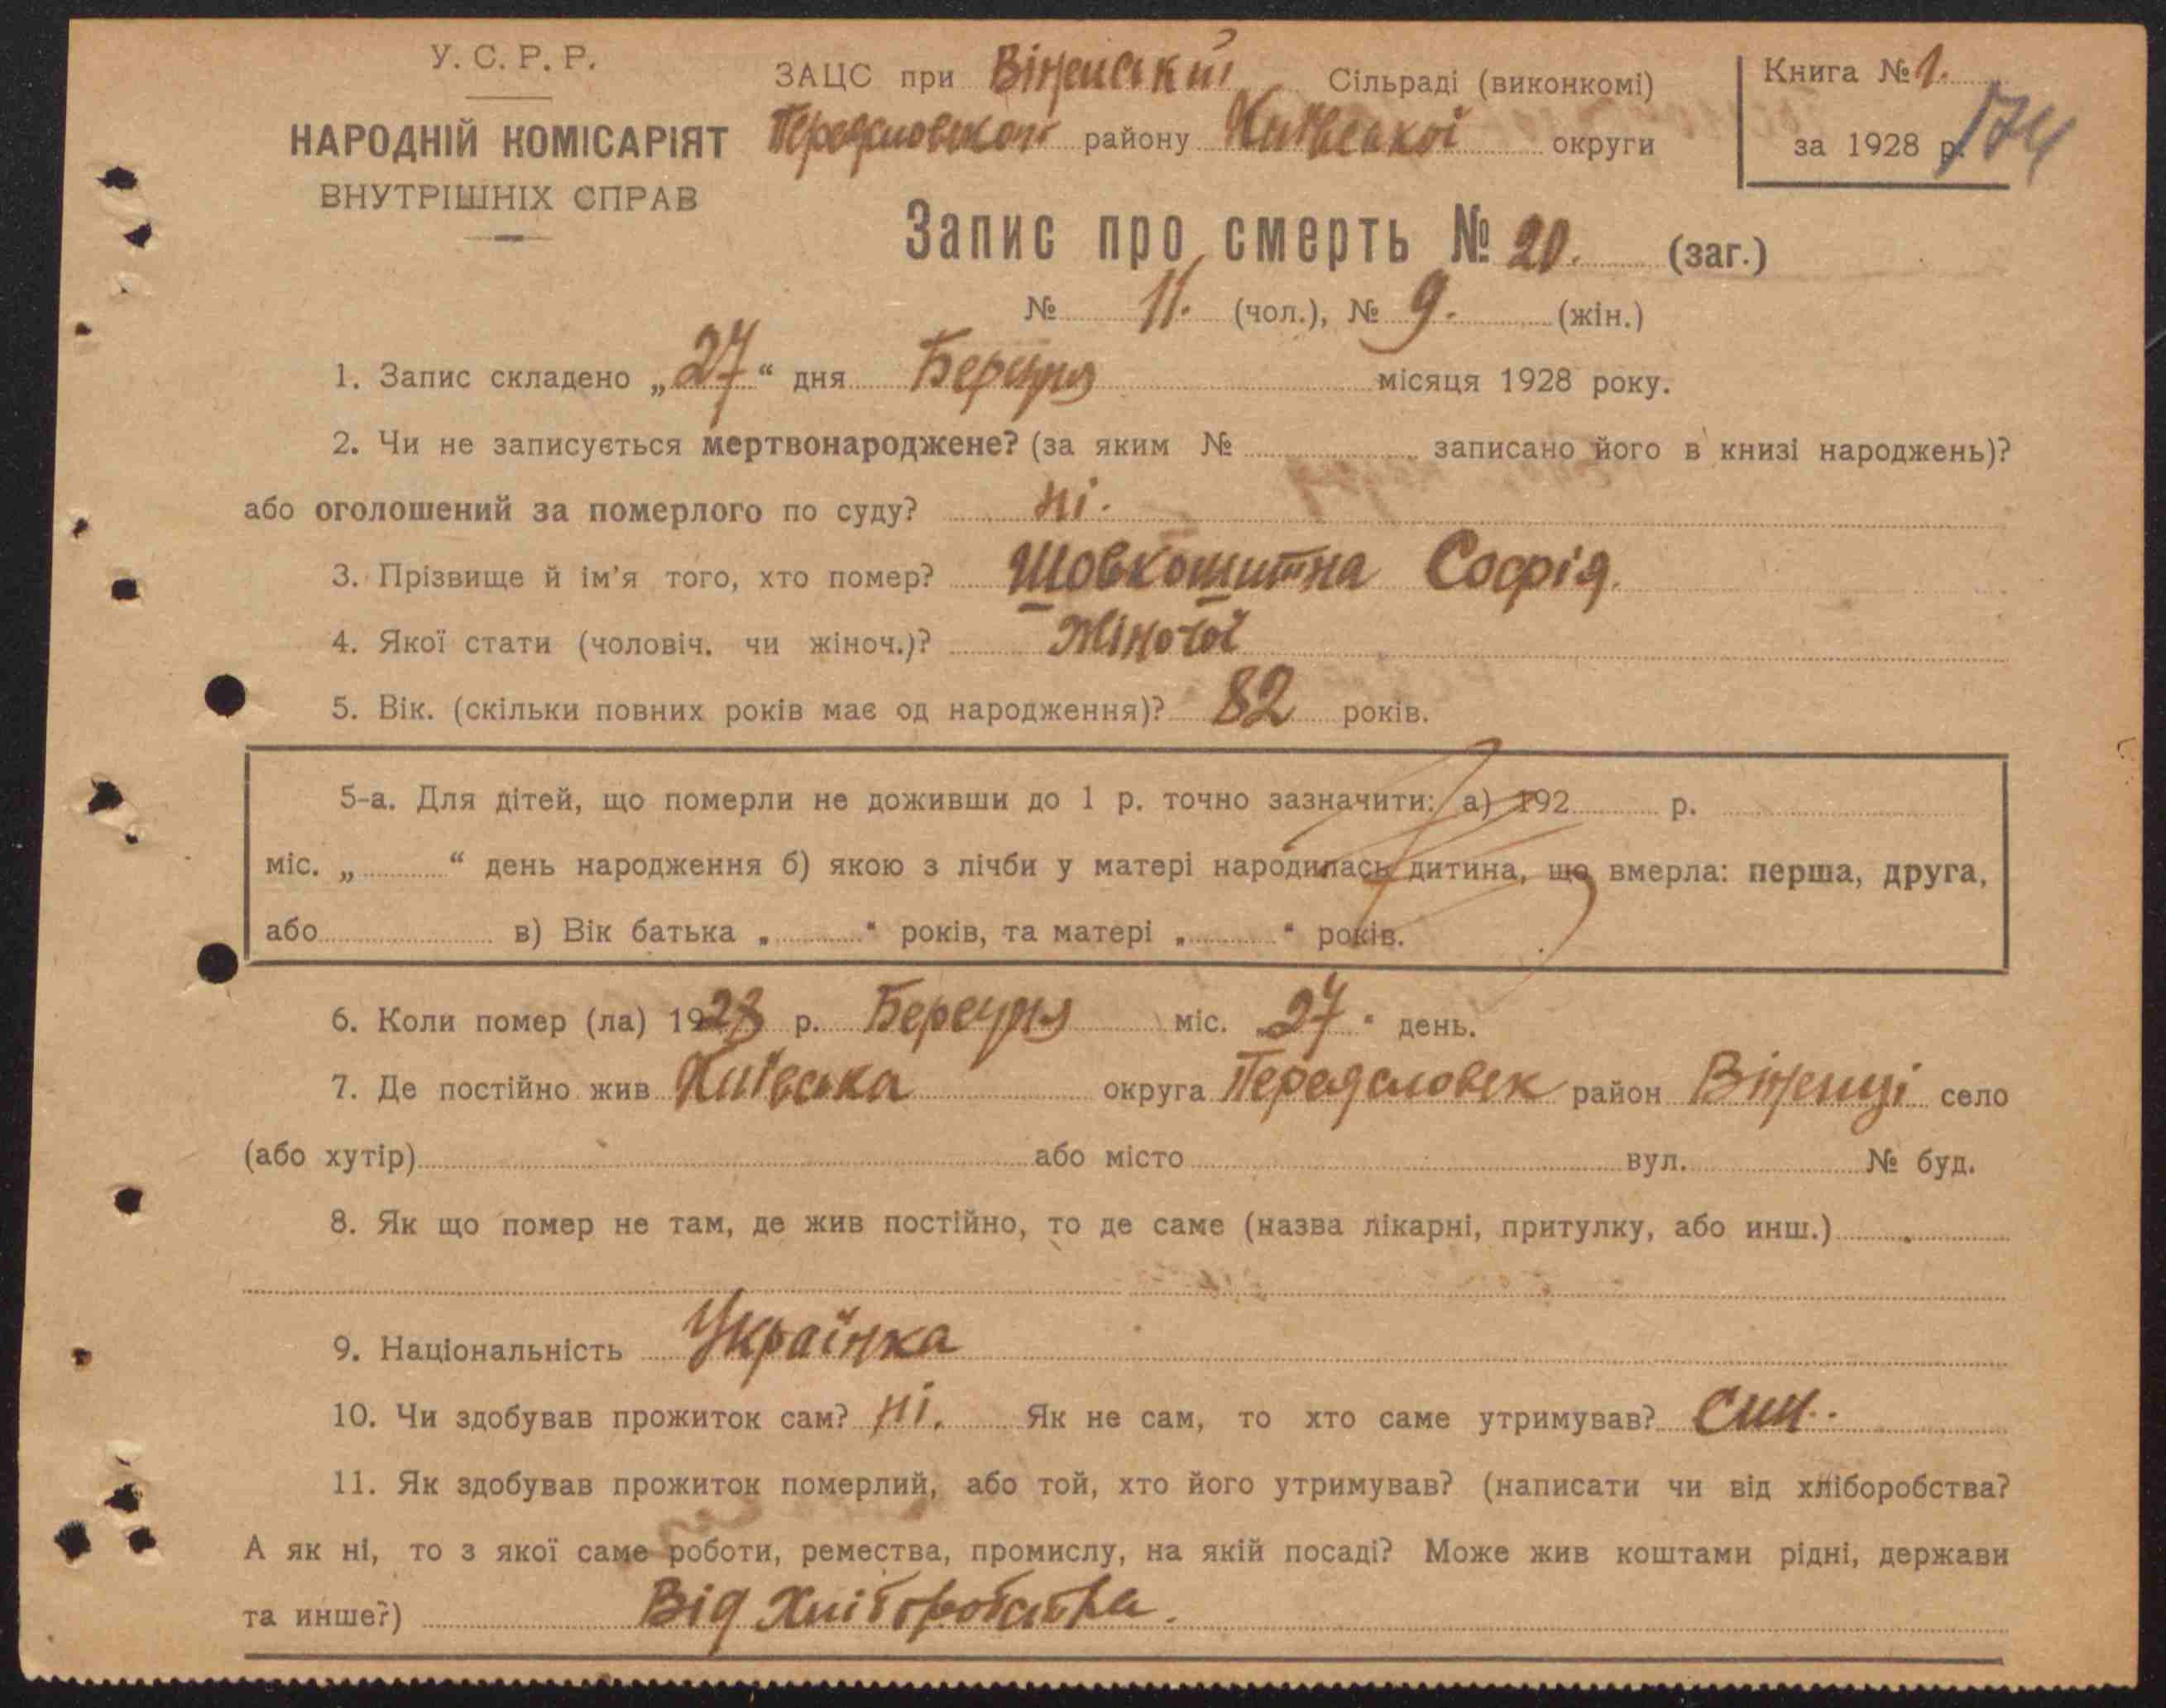 У. С. Р. Р.
НАРОДНІЙ КОМІСАРІЯТ
ВНУТРІШНІХ СПРАВ
ЗАЦС при Віненській Сільраді (виконкомі)
району Київської округи
Книга № 1.
за 1928 р. 174
Запис про смерть № 20. (заг.)
№ 11. (чол.), № 9. (жін.)
1. Запис складено „27“ дня Березня місяця 1928 року.
2. Чи не записується мертвонароджене? (за яким № записано його в книзі народжень)?
або оголошений за померлого по суду? ні.
3. Прізвище й ім'я того, хто помер? Шовкошитна Софія.
4. Якої стати (чоловіч. чи жіноч.)? Жіночої
5. Вік. (скільки повних років має од народження)? 82 років.
5-а. Для дітей, що померли не доживши до 1 р. точно зазначити: а) 192 р.
міс. „ “ день народження б) якою з лічби у матері народилась дитина, що вмерла: перша, друга,
або в) Вік батька „ “ років, та матері „ “ років.
6. Коли помер (ла) 1928 р. Березня міс. „27“ день.
7. Де постійно жив Київська округа Переяславск район Віненці село
(або хутір) або місто вул. № буд.
8. Як що помер не там, де жив постійно, то де саме (назва лікарні, притулку, або инш.)
9. Національність Українка
10. Чи здобував прожиток сам? ні. Як не сам, то хто саме утримував? син.
11. Як здобував прожиток померлий, або той, хто його утримував? (написати чи від хліборобства?
А як ні, то з якої саме роботи, ремества, промислу, на якій посаді? Може жив коштами рідні, держави
та инше?) Від Хліборобства.